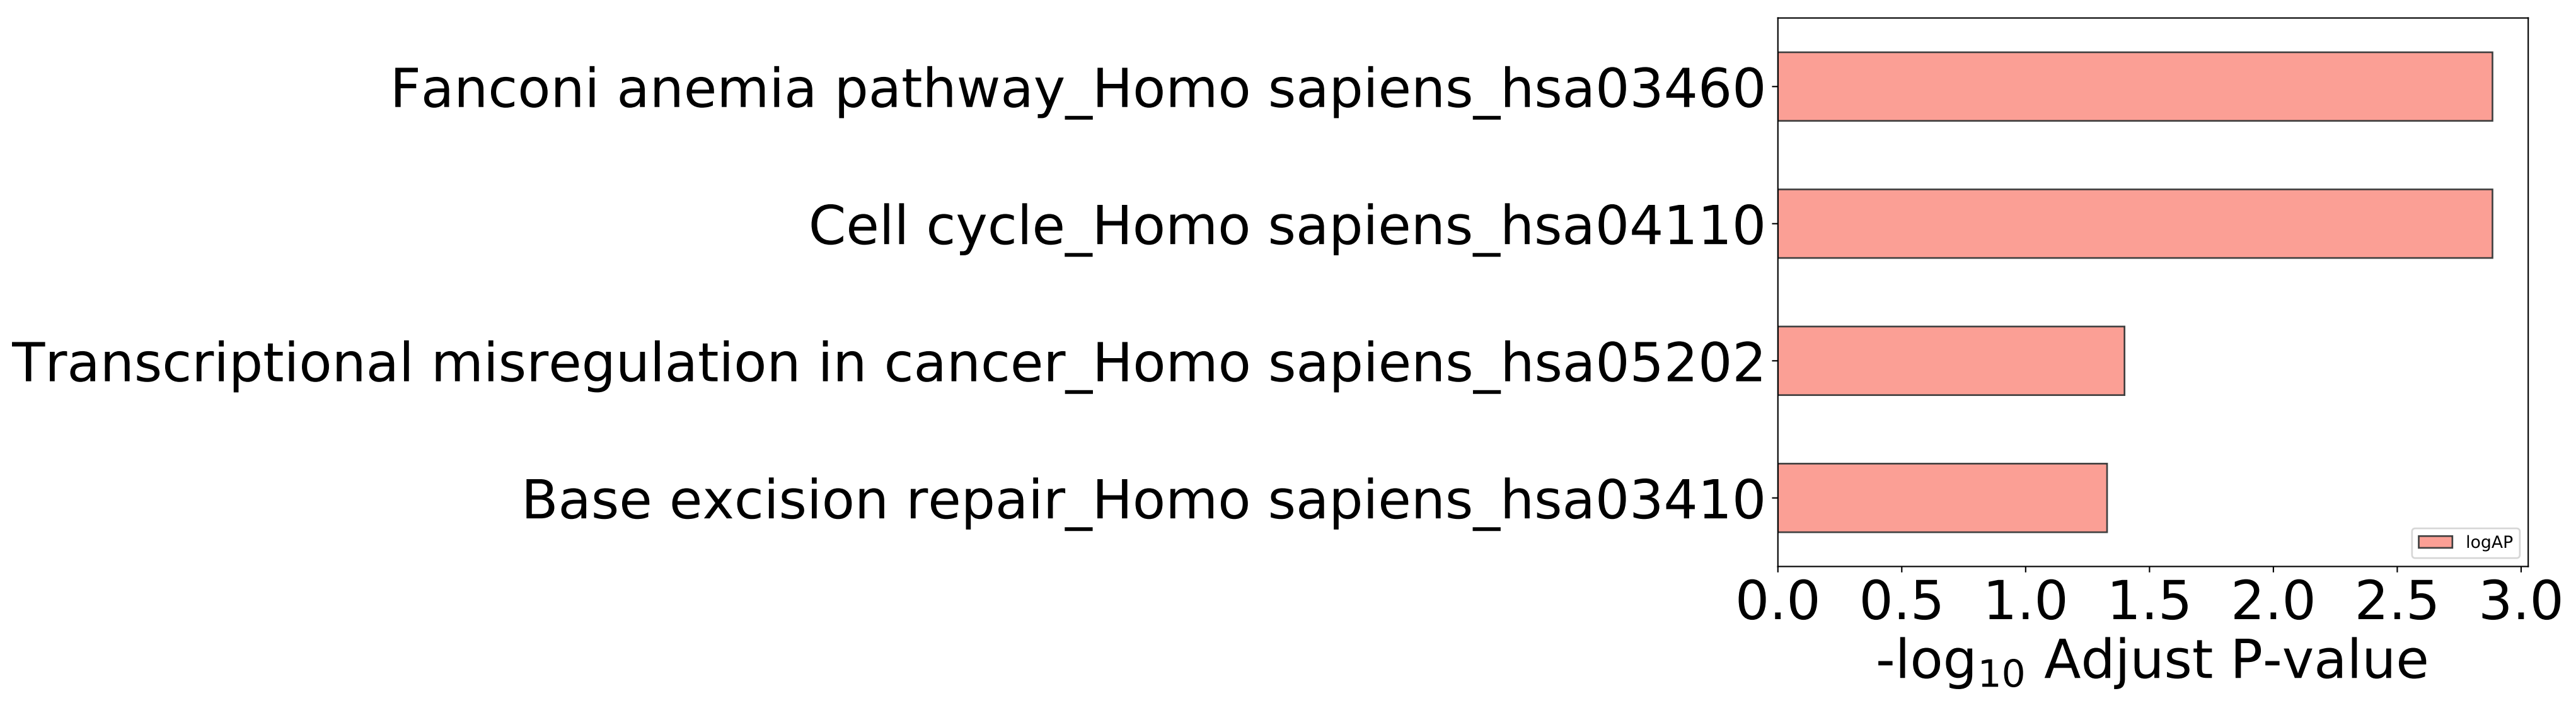 Fanconi anemia pathway_Homo sapiens_hsa03460
Cell cycle_Homo sapiens_hsa04110
Transcriptional misregulation in cancer_Homo sapiens_hsa05202
Base excision repair_Homo sapiens_hsa03410
logAP
0.0 0.5 1.0 1.5 2.0 2.5 3.0
-log10 Adjust P-value